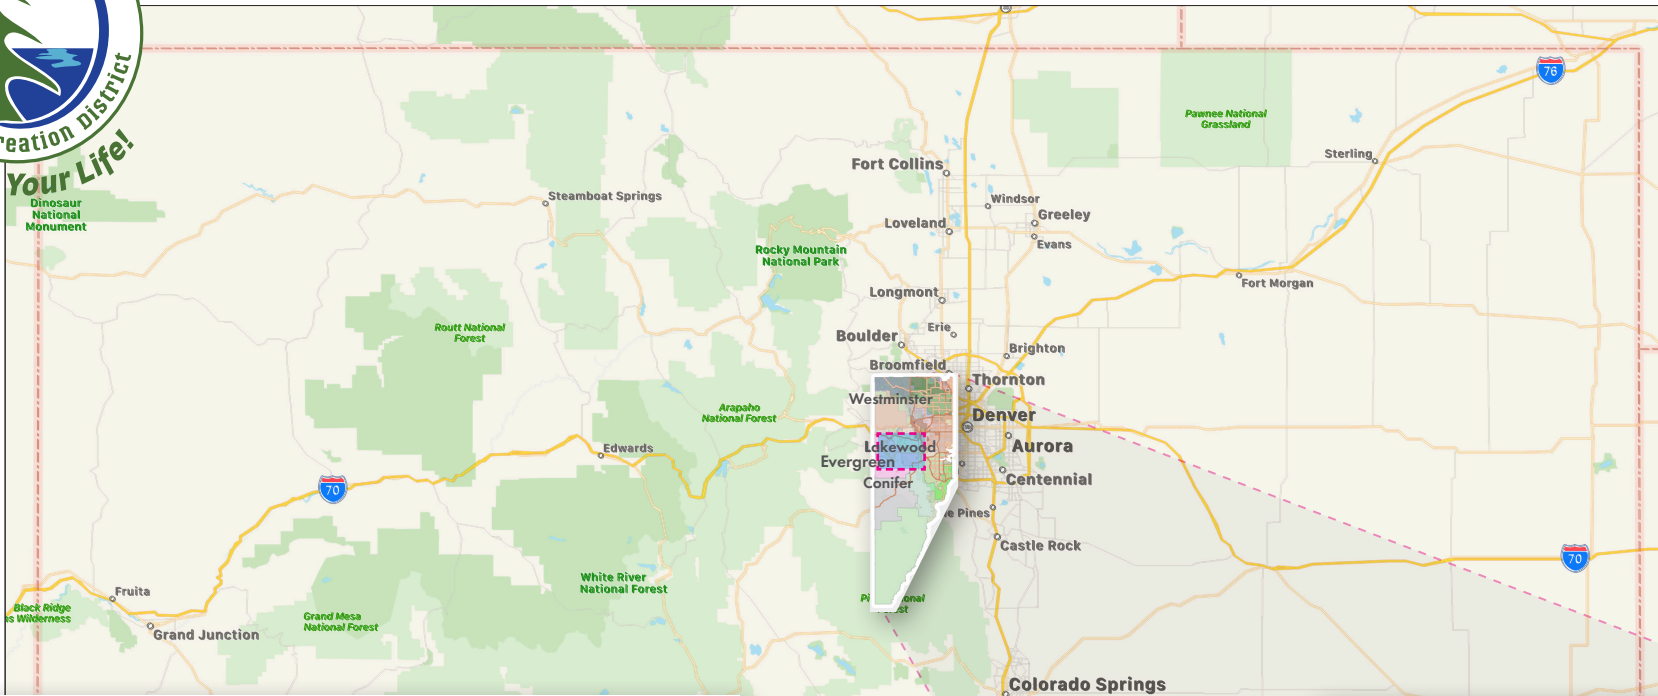 reation District
Your Life!
76
Pawnee National
Grassland
Sterling
Fort Collins
Dinosaur
National
Monument
Steamboat Springs
Windsor
Greeley
Loveland
Evans
Rocky Mountain
National Park
Fort Morgan
Longmont
Routt National
Forest
Erie
Boulder
Brighton
Broomfield
Thornton
Westminster
Arapaho
National Forest
Denver
Edwards
Lakewood
Aurora
Evergreen
Conifer
Centennial
70
e Pines
Castle Rock
70
White River
National Forest
Fruita
Pi onal
Forest
Black Ridge
s Wilderness
Grand Mesa
National Forest
Grand Junction
Colorado Springs